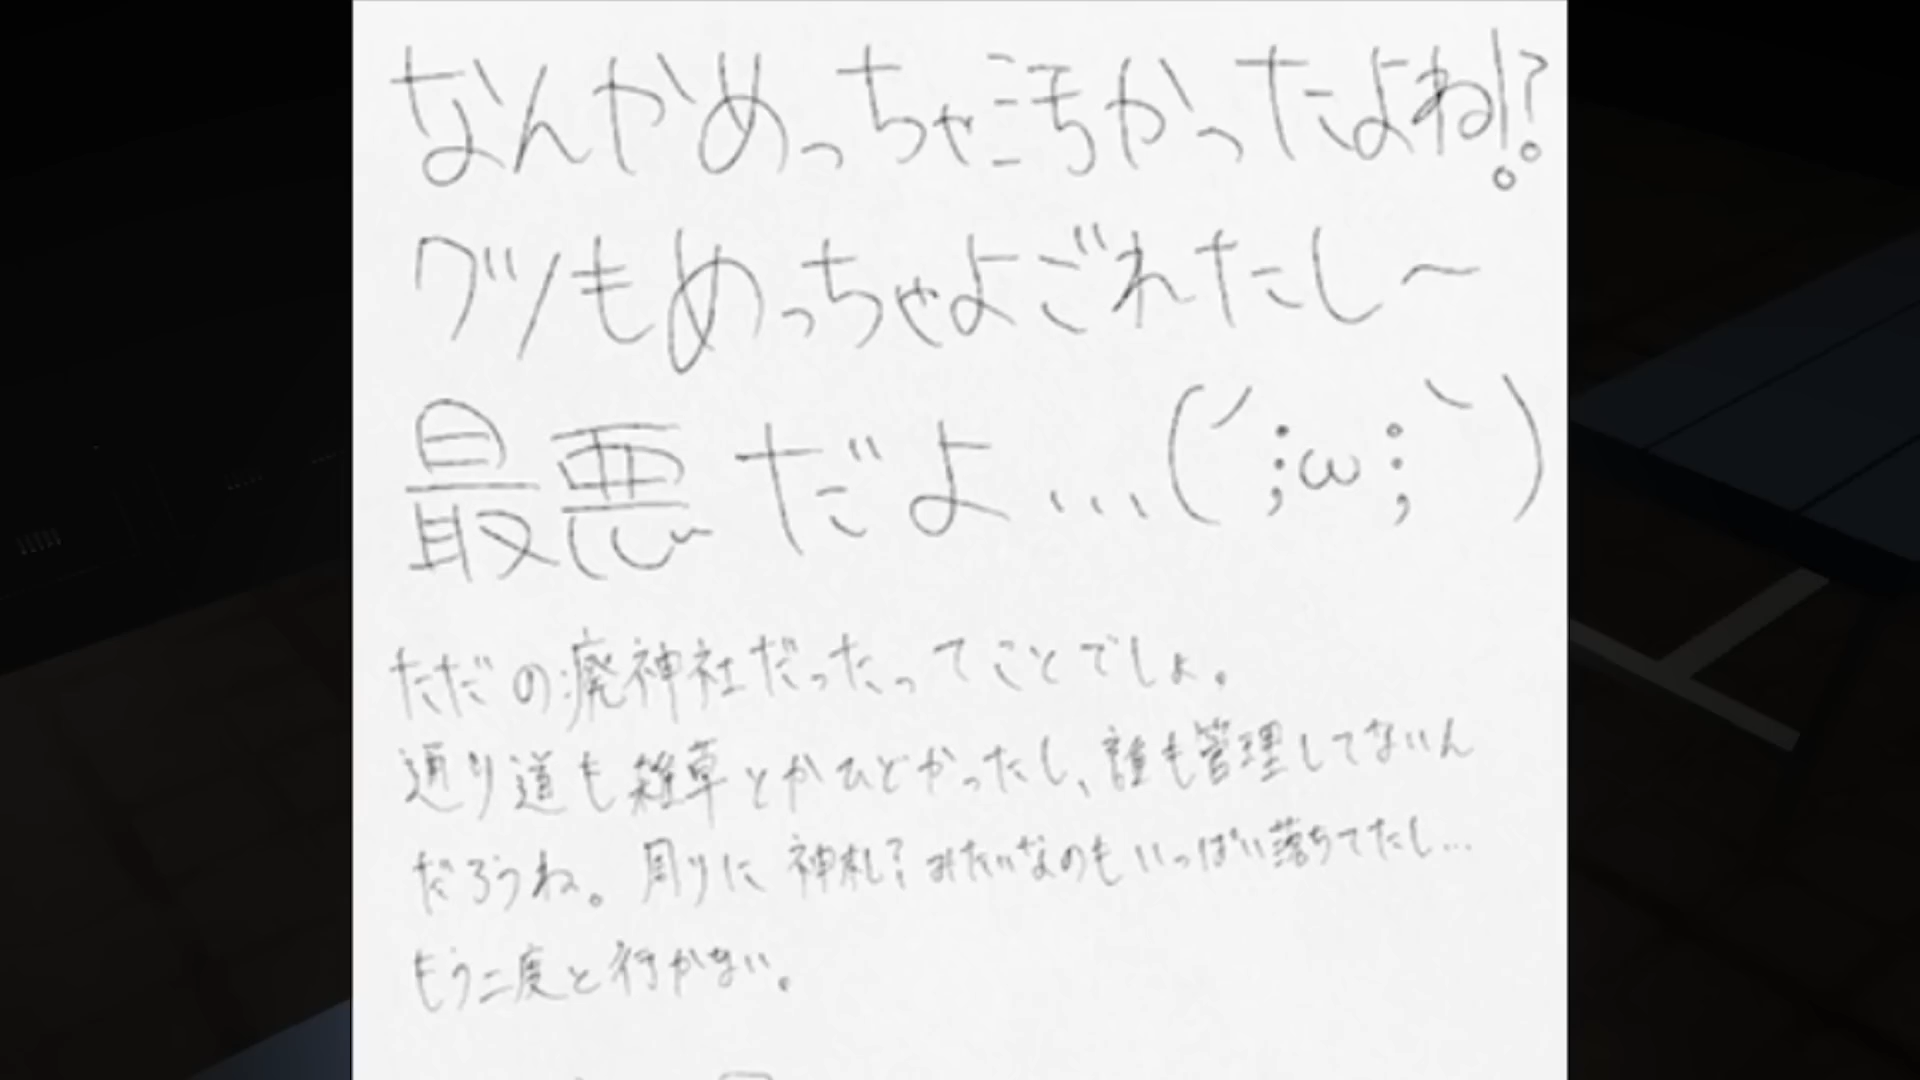 なんかめっちゃ汚かったよね!?
クツもめっちゃよごれたし〜
最悪だよ...(´;ω;｀)
ただの廃神社だったってことでしょ。
通り道も雑草とかひどかったし、誰も管理してないん
だろうね。周りに神札?みたいなのもいっぱい落ちてたし...
もう二度と行かない。